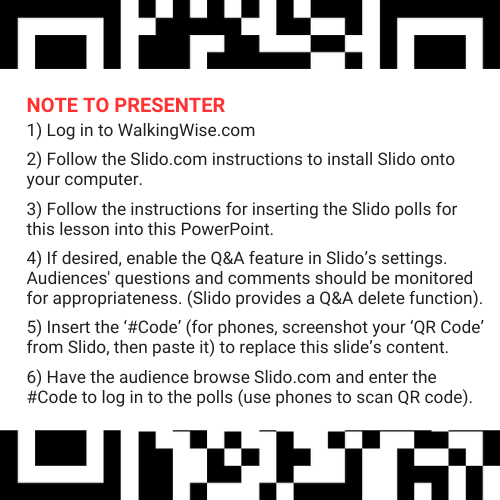 NOTE TO PRESENTER
1) Log in to WalkingWise.com
2) Follow the Slido.com instructions to install Slido onto
your computer.
3) Follow the instructions for inserting the Slido polls for
this lesson into this PowerPoint.
4) If desired, enable the Q&A feature in Slido’s settings.
Audiences' questions and comments should be monitored
for appropriateness. (Slido provides a Q&A delete function).
5) Insert the ‘#Code’ (for phones, screenshot your ‘QR Code’
from Slido, then paste it) to replace this slide’s content.
6) Have the audience browse Slido.com and enter the
#Code to log in to the polls (use phones to scan QR code).